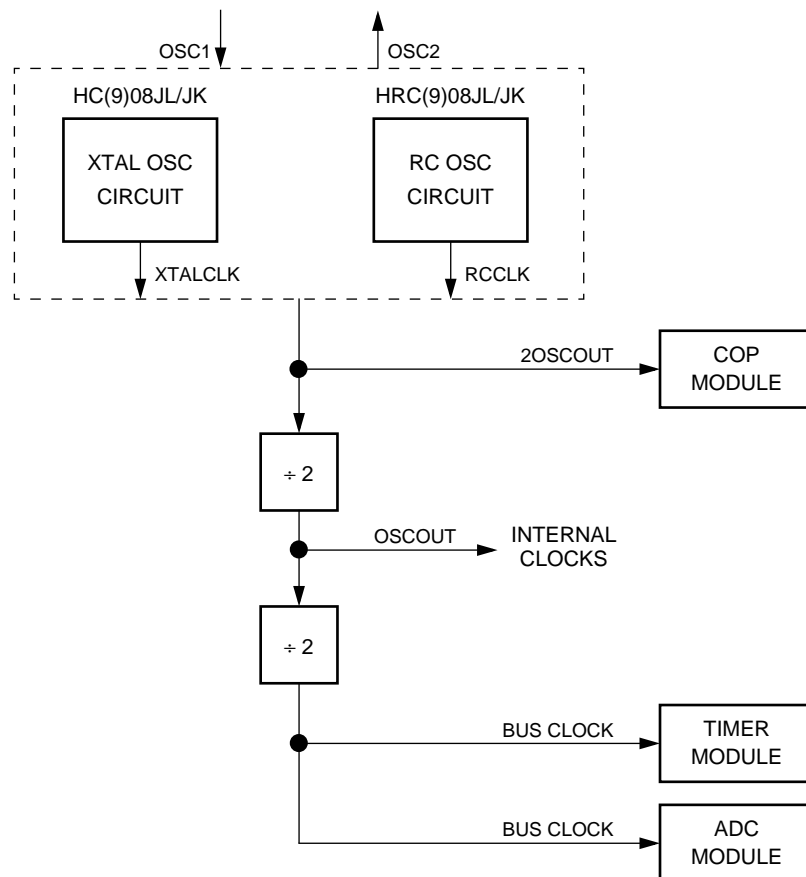 OSC1
OSC2
HC(9)08JL/JK
HRC(9)08JL/JK
XTAL OSC
CIRCUIT
RC OSC
CIRCUIT
XTALCLK
RCCLK
2OSCOUT
COP
MODULE
÷ 2
OSCOUT
INTERNAL
CLOCKS
÷ 2
BUS CLOCK
TIMER
MODULE
BUS CLOCK
ADC
MODULE